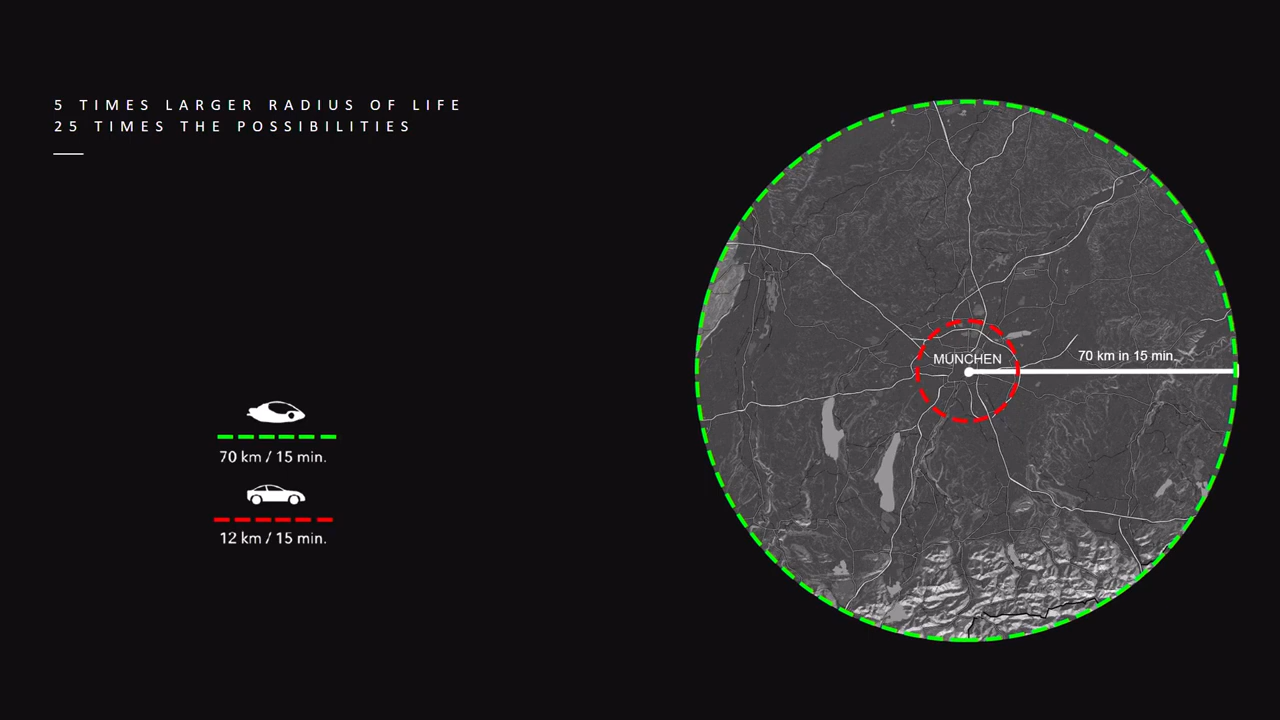 5 TIMES LARGER RADIUS OF LIFE
25 TIMES THE POSSIBILITIES
MÜNCHEN
70 km in 15 min.
70 km / 15 min.
12 km / 15 min.